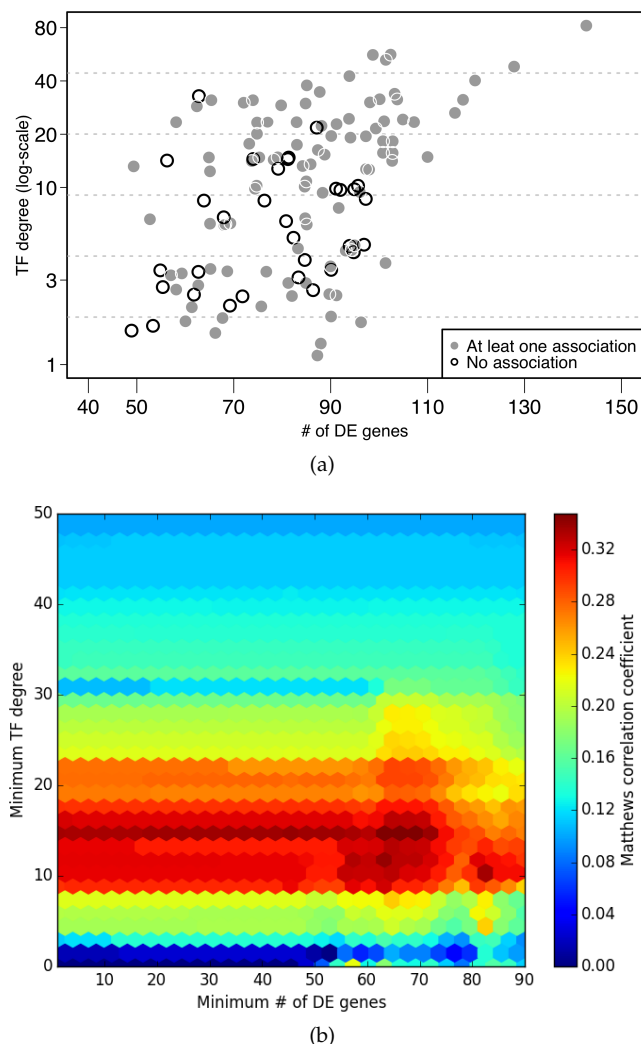 80
40
20
10
3
1
TF degree (log-scale)
At leat one association
No association
40 50 70 90 110 130 150
# of DE genes
(a)
50
40
30
20
10
0
Minimum TF degree
10 20 30 40 50 60 70 80 90
Minimum # of DE genes
0.32
0.28
0.24
0.20
0.16
0.12
0.08
0.04
0.00
Matthews correlation coefficient
(b)